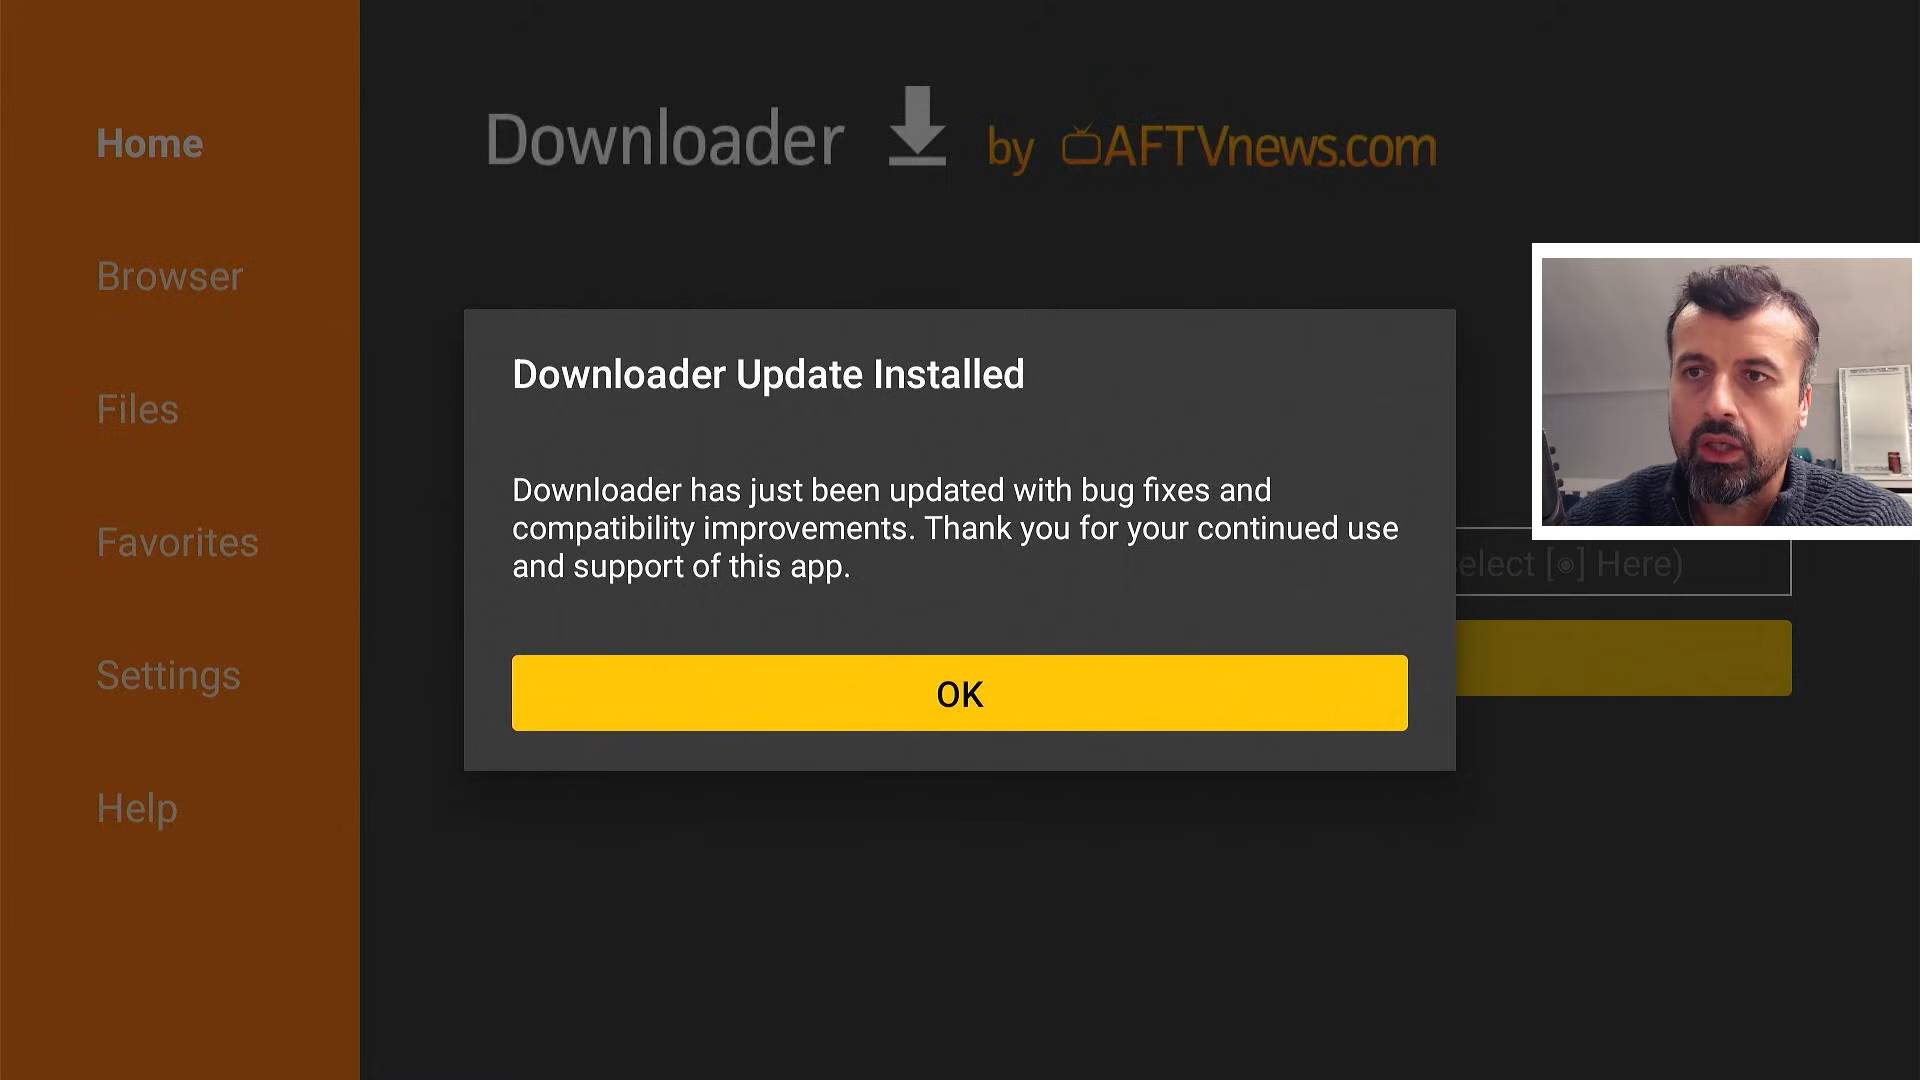 Home
Browser
Files
Favorites
Settings
Help
Downloader by AFTVnews.com
Downloader Update Installed
Downloader has just been updated with bug fixes and
compatibility improvements. Thank you for your continued use
and support of this app.
OK
elect [◉] Here)